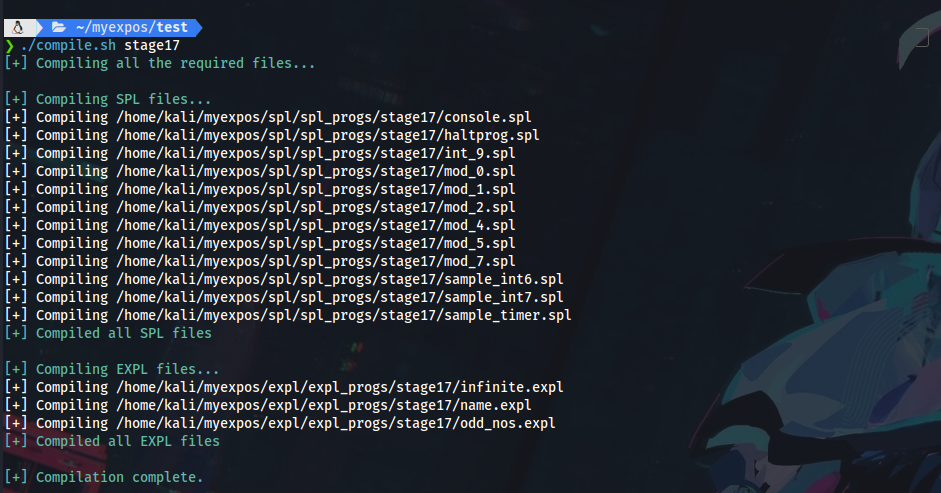 ~/myexpos/test
❯ ./compile.sh stage17
[+] Compiling all the required files...
[+] Compiling SPL files...
[+] Compiling /home/kali/myexpos/spl/spl_progs/stage17/console.spl
[+] Compiling /home/kali/myexpos/spl/spl_progs/stage17/haltprog.spl
[+] Compiling /home/kali/myexpos/spl/spl_progs/stage17/int_9.spl
[+] Compiling /home/kali/myexpos/spl/spl_progs/stage17/mod_0.spl
[+] Compiling /home/kali/myexpos/spl/spl_progs/stage17/mod_1.spl
[+] Compiling /home/kali/myexpos/spl/spl_progs/stage17/mod_2.spl
[+] Compiling /home/kali/myexpos/spl/spl_progs/stage17/mod_4.spl
[+] Compiling /home/kali/myexpos/spl/spl_progs/stage17/mod_5.spl
[+] Compiling /home/kali/myexpos/spl/spl_progs/stage17/mod_7.spl
[+] Compiling /home/kali/myexpos/spl/spl_progs/stage17/sample_int6.spl
[+] Compiling /home/kali/myexpos/spl/spl_progs/stage17/sample_int7.spl
[+] Compiling /home/kali/myexpos/spl/spl_progs/stage17/sample_timer.spl
[+] Compiled all SPL files
[+] Compiling EXPL files...
[+] Compiling /home/kali/myexpos/expl/expl_progs/stage17/infinite.expl
[+] Compiling /home/kali/myexpos/expl/expl_progs/stage17/name.expl
[+] Compiling /home/kali/myexpos/expl/expl_progs/stage17/odd_nos.expl
[+] Compiled all EXPL files
[+] Compilation complete.